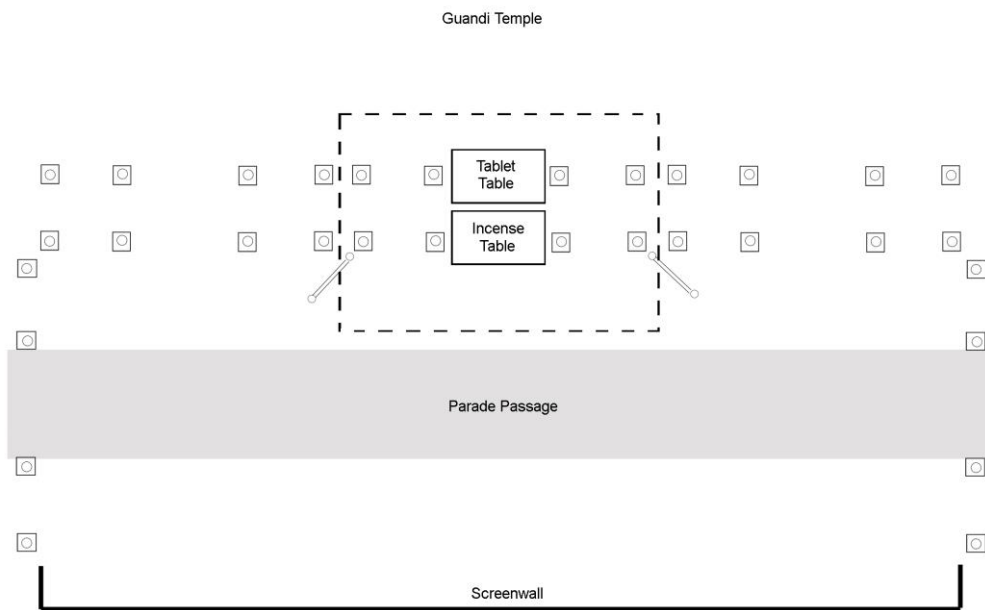 Guandi Temple
Tablet
Table
Incense
Table
Parade Passage
Screenwall